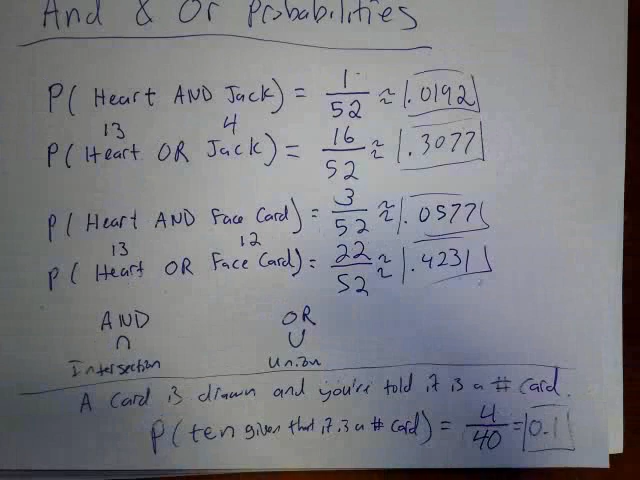 And & Or Probabilities
P( Heart AND Jack) = 1/52 ≈ .0192
13 4
P( Heart OR Jack) = 16/52 ≈ .3077
P( Heart AND Face Card) = 3/52 ≈ .0577
13 12
P( Heart OR Face Card) = 22/52 ≈ .4231
AND OR
∩ ∪
Intersection Union
A Card is drawn and you're told it is a # card.
P(ten given that it is a # card) = 4/40 = 0.1